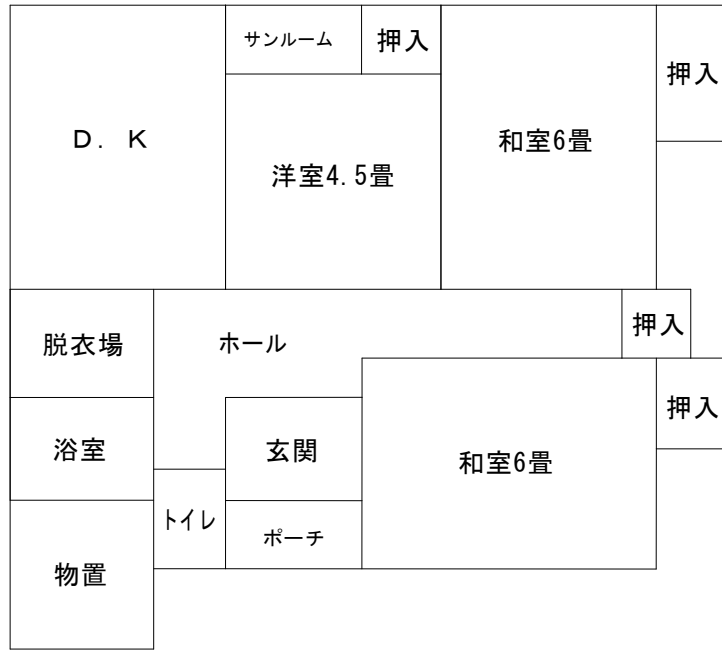 サンルーム
押入
押入
D. K
和室6畳
洋室4.5畳
脱衣場
ホール
押入
押入
浴室
玄関
和室6畳
トイレ
ポーチ
物置